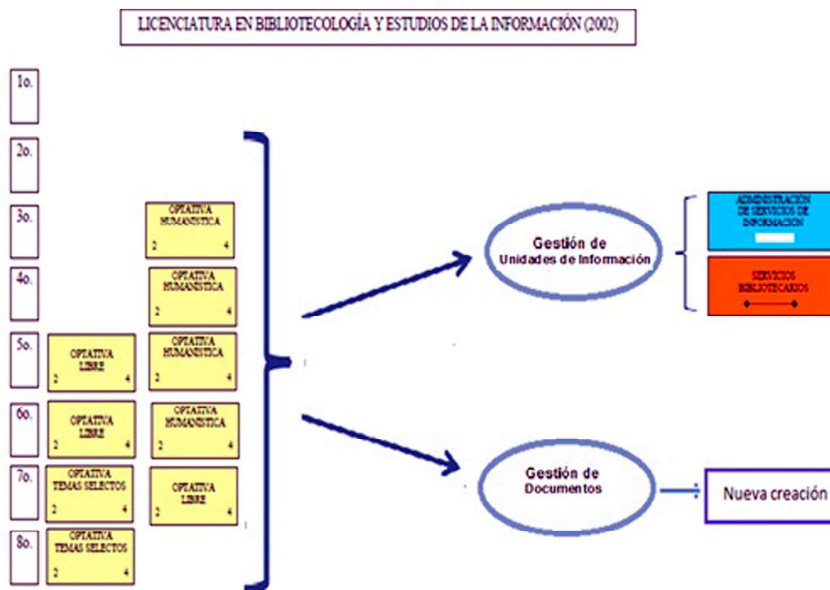 LICENCIATURA EN BIBLIOTECOLOGÍA Y ESTUDIOS DE LA INFORMACIÓN (2002)
1o.
2o.
3o.
OPTATIVA
HUMANÍSTICA
2 4
4o.
OPTATIVA
HUMANÍSTICA
2 4
5o.
OPTATIVA
LIBRE
2 4
OPTATIVA
HUMANÍSTICA
2 4
6o.
OPTATIVA
LIBRE
2 4
OPTATIVA
HUMANÍSTICA
2 4
7o.
OPTATIVA
TEMAS SELECTOS
2 4
OPTATIVA
LIBRE
2 4
8o.
OPTATIVA
TEMAS SELECTOS
2 4
Gestión de
Unidades de Información
ADMINISTRACIÓN
DE SERVICIOS DE
INFORMACIÓN
SERVICIOS
BIBLIOTECARIOS
Gestión de
Documentos
Nueva creación